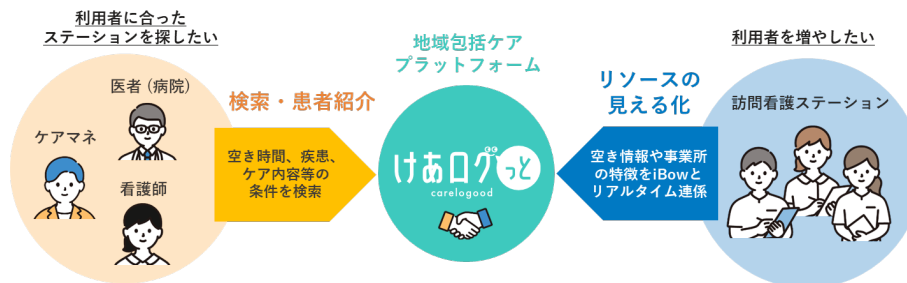 利用者に合った
ステーションを探したい
医者 (病院)
ケアマネ
看護師
検索・患者紹介
空き時間、疾患、
ケア内容等の
条件を検索
地域包括ケア
プラットフォーム
けあログっと
carelogood
リソースの
見える化
空き情報や事業所
の特徴をiBowと
リアルタイム連係
利用者を増やしたい
訪問看護ステーション